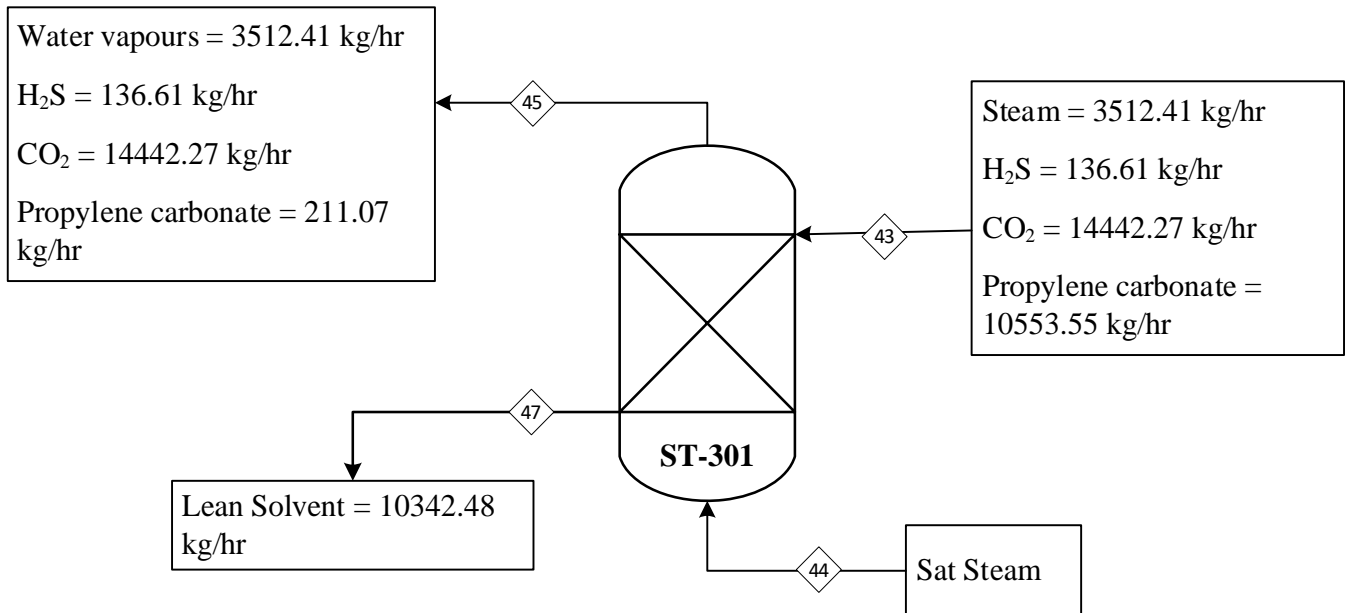 Water vapours = 3512.41 kg/hr
H₂S = 136.61 kg/hr
CO₂ = 14442.27 kg/hr
Propylene carbonate = 211.07
kg/hr
45
Steam = 3512.41 kg/hr
H₂S = 136.61 kg/hr
CO₂ = 14442.27 kg/hr
Propylene carbonate =
10553.55 kg/hr
43
47
ST-301
Lean Solvent = 10342.48
kg/hr
44
Sat Steam